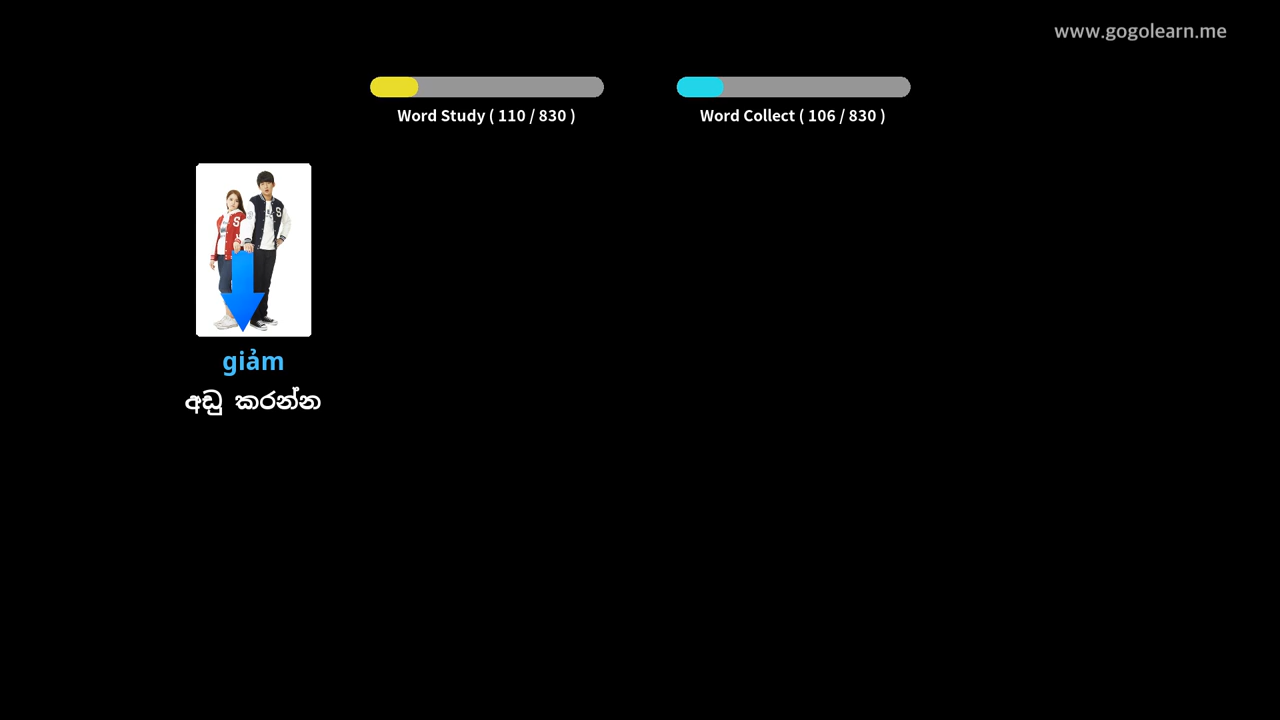 www.gogolearn.me
Word Study ( 110 / 830 )
Word Collect ( 106 / 830 )
S
S
giảm
අඩු කරන්න